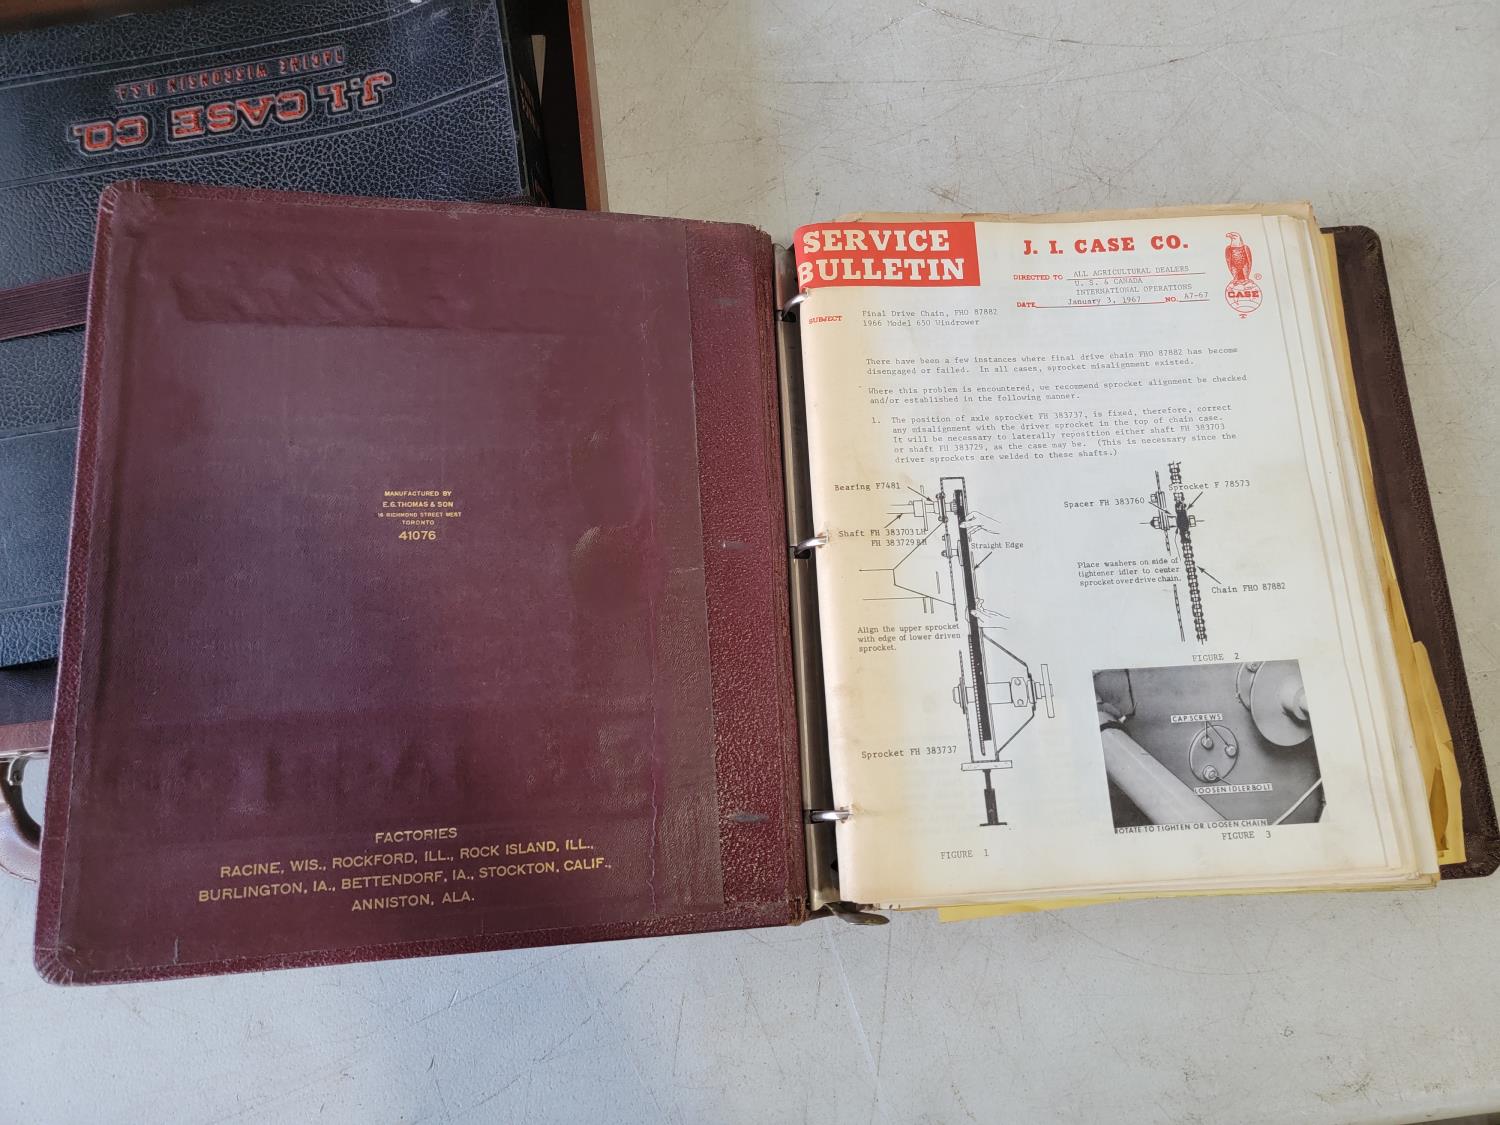 J.I. CASE CO.
RACINE WISCONSIN U.S.A.
MANUFACTURED BY
E.G. THOMAS & SON
16 RICHMOND STREET WEST
TORONTO
41076
FACTORIES
RACINE, WIS., ROCKFORD, ILL., ROCK ISLAND, ILL.,
BURLINGTON, IA., BETTENDORF, IA., STOCKTON, CALIF.,
ANNISTON, ALA.
SERVICE
BULLETIN
J. I. CASE CO.
DIRECTED TO ALL AGRICULTURAL DEALERS
U. S. & CANADA
INTERNATIONAL OPERATIONS
DATE January 3, 1967 NO. A7-67
CASE
SUBJECT Final Drive Chain, FHO 87882
1966 Model 650 Windrower
There have been a few instances where final drive chain FHO 87882 has become
disengaged or failed. In all cases, sprocket misalignment existed.
Where this problem is encountered, we recommend sprocket alignment be checked
and/or established in the following manner.
1. The position of axle sprocket FH 383737, is fixed, therefore, correct
any misalignment with the driver sprocket in the top of chain case.
It will be necessary to laterally reposition either shaft FH 383703
or shaft FH 383729, as the case may be. (This is necessary since the
driver sprockets are welded to these shafts.)
Bearing F7481
Shaft FH 383703 LH
FH 383729 RH
Straight Edge
Align the upper sprocket
with edge of lower driven
sprocket.
Sprocket FH 383737
FIGURE 1
Sprocket F 78573
Spacer FH 383760
Place washers on side of
tightener idler to center
sprocket over drive chain.
Chain FHO 87882
FIGURE 2
CAPSCREWS
LOOSEN IDLER BOLT
ROTATE TO TIGHTEN OR LOOSEN CHAIN
FIGURE 3